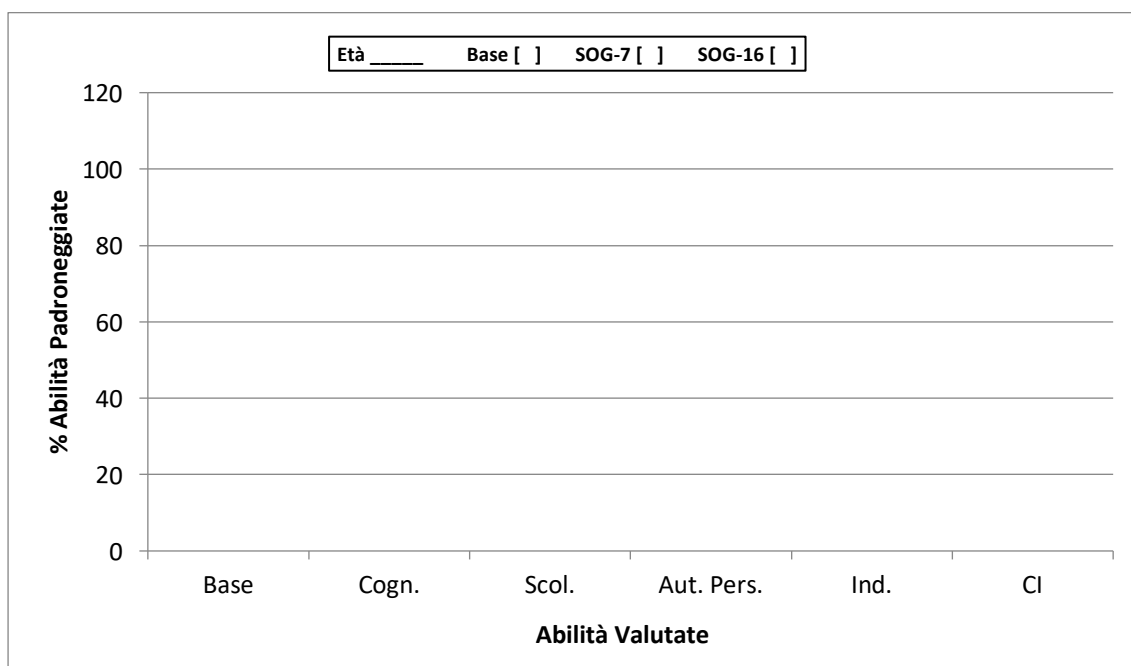 Età _____ Base [ ] SOG-7 [ ] SOG-16 [ ]
120
100
80
60
40
20
0
% Abilità Padroneggiate
Base Cogn. Scol. Aut. Pers. Ind. CI
Abilità Valutate